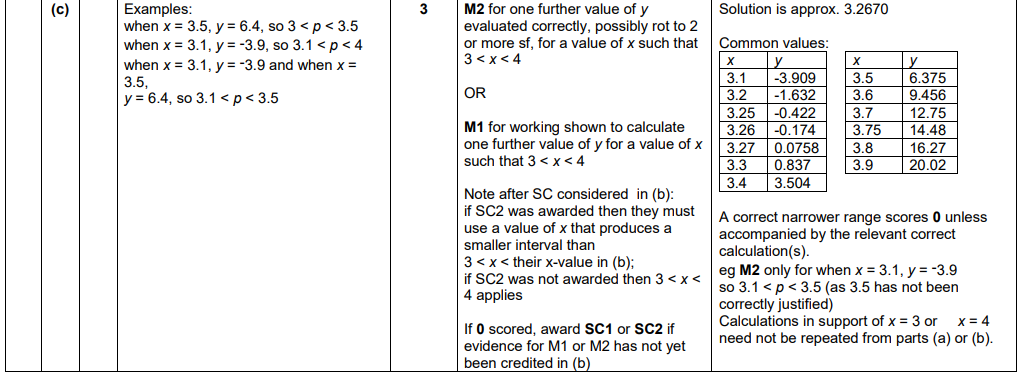 (c)
Examples:
when x = 3.5, y = 6.4, so 3 < p < 3.5
when x = 3.1, y = -3.9, so 3.1 < p < 4
when x = 3.1, y = -3.9 and when x =
3.5,
y = 6.4, so 3.1 < p < 3.5
3
M2 for one further value of y
evaluated correctly, possibly rot to 2
or more sf, for a value of x such that
3 < x < 4
OR
M1 for working shown to calculate
one further value of y for a value of x
such that 3 < x < 4
Note after SC considered in (b):
if SC2 was awarded then they must
use a value of x that produces a
smaller interval than
3 < x < their x-value in (b);
if SC2 was not awarded then 3 < x <
4 applies
If 0 scored, award SC1 or SC2 if
evidence for M1 or M2 has not yet
been credited in (b)
Solution is approx. 3.2670
Common values:
x y
3.1 -3.909
3.2 -1.632
3.25 -0.422
3.26 -0.174
3.27 0.0758
3.3 0.837
3.4 3.504
x y
3.5 6.375
3.6 9.456
3.7 12.75
3.75 14.48
3.8 16.27
3.9 20.02
A correct narrower range scores 0 unless
accompanied by the relevant correct
calculation(s).
eg M2 only for when x = 3.1, y = -3.9
so 3.1 < p < 3.5 (as 3.5 has not been
correctly justified)
Calculations in support of x = 3 or x = 4
need not be repeated from parts (a) or (b).